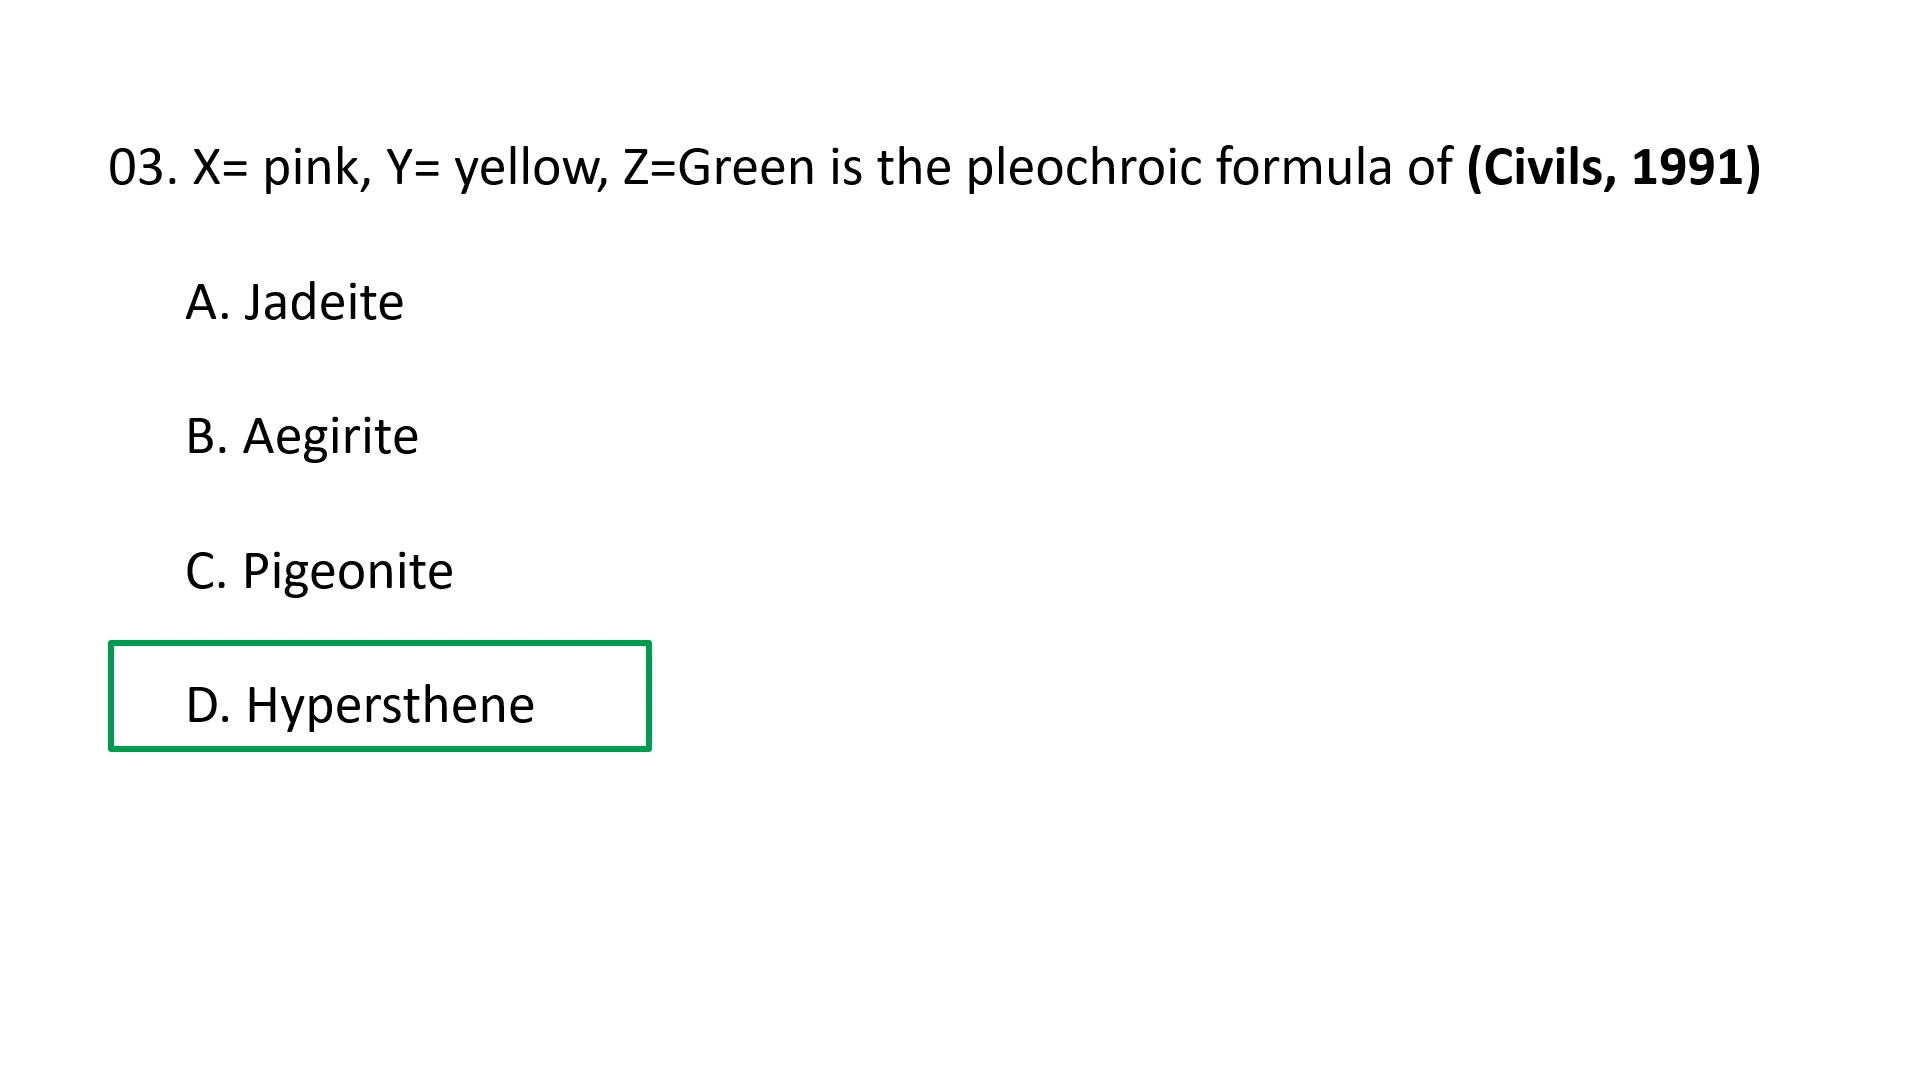 03. X= pink, Y= yellow, Z=Green is the pleochroic formula of (Civils, 1991)
A. Jadeite
B. Aegirite
C. Pigeonite
D. Hypersthene